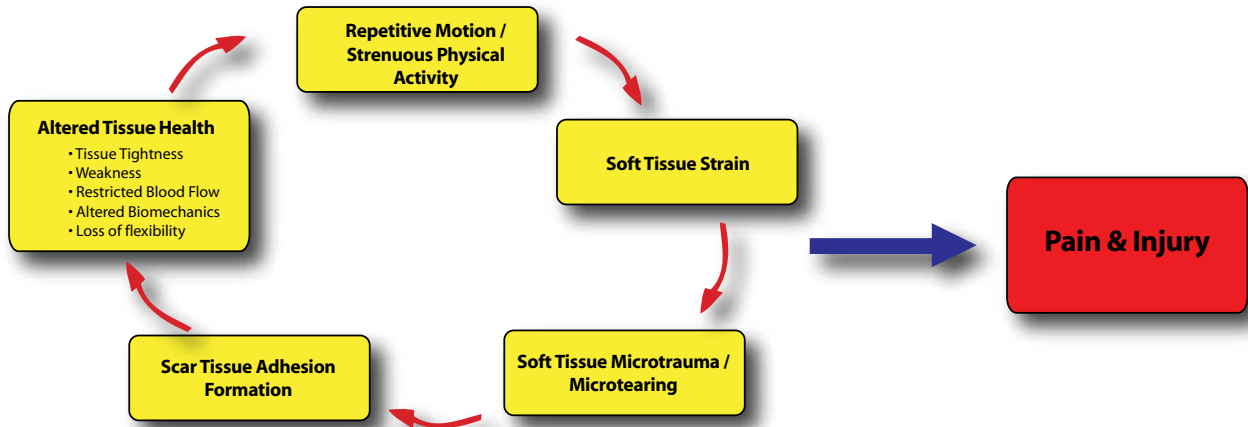 Repetitive Motion /
Strenuous Physical
Activity
Altered Tissue Health
• Tissue Tightness
• Weakness
• Restricted Blood Flow
• Altered Biomechanics
• Loss of flexibility
Soft Tissue Strain
Pain & Injury
Soft Tissue Microtrauma /
Microtearing
Scar Tissue Adhesion
Formation